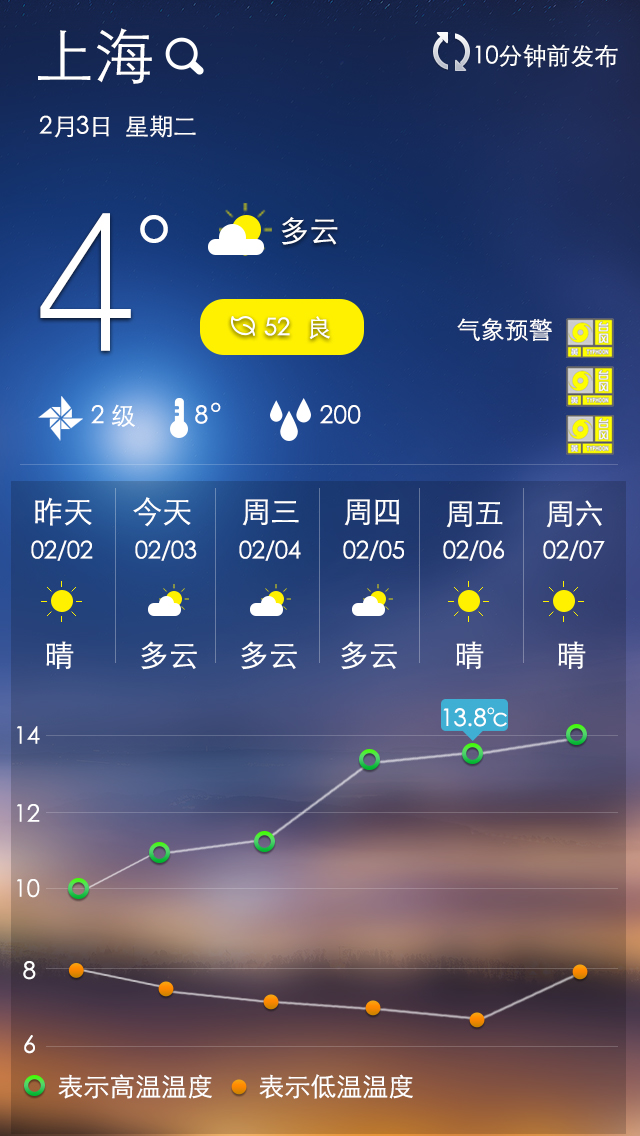 上海
10分钟前发布
2月3日 星期二
4°
多云
52 良
气象预警
2 级
8°
200
昨天 今天 周三 周四 周五 周六
02/02 02/03 02/04 02/05 02/06 02/07
晴 多云 多云 多云 晴 晴
13.8℃
14
12
10
8
6
表示高温温度 表示低温温度